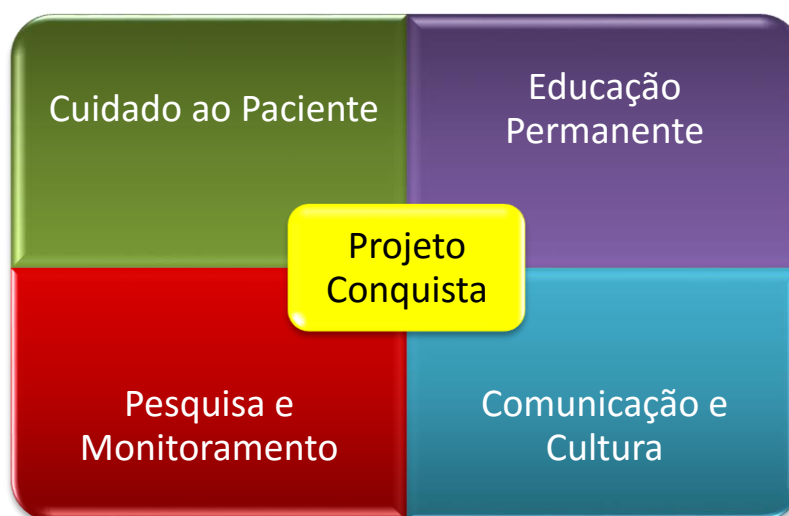 Cuidado ao Paciente
Educação
Permanente
Projeto
Conquista
Pesquisa e
Monitoramento
Comunicação e
Cultura